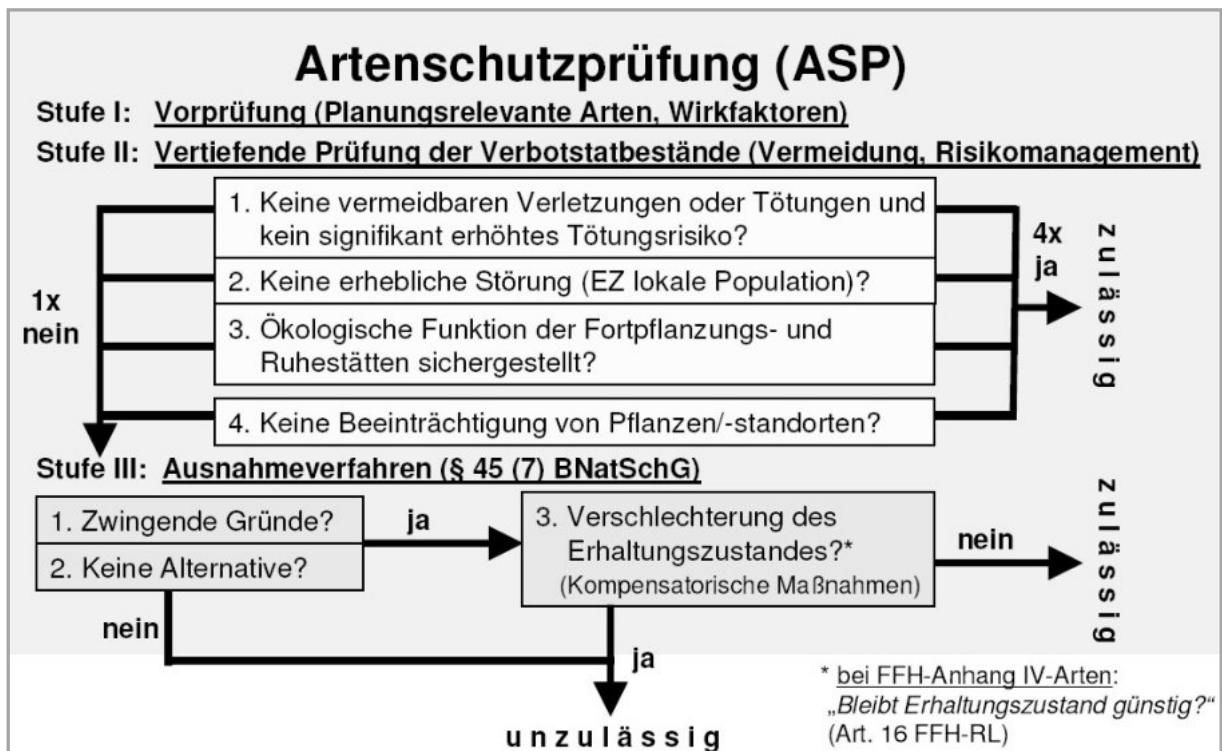 Artenschutzprüfung (ASP)
Stufe I: Vorprüfung (Planungsrelevante Arten, Wirkfaktoren)
Stufe II: Vertiefende Prüfung der Verbotstatbestände (Vermeidung, Risikomanagement)
1. Keine vermeidbaren Verletzungen oder Tötungen und
kein signifikant erhöhtes Tötungsrisiko?
2. Keine erhebliche Störung (EZ lokale Population)?
3. Ökologische Funktion der Fortpflanzungs- und
Ruhestätten sichergestellt?
4. Keine Beeinträchtigung von Pflanzen/-standorten?
1x
nein
4x
ja
zulässig
Stufe III: Ausnahmeverfahren (§ 45 (7) BNatSchG)
1. Zwingende Gründe?
2. Keine Alternative?
ja
3. Verschlechterung des
Erhaltungszustandes?*
(Kompensatorische Maßnahmen)
nein
zulässig
nein
ja
unzulässig
* bei FFH-Anhang IV-Arten:
„Bleibt Erhaltungszustand günstig?“
(Art. 16 FFH-RL)